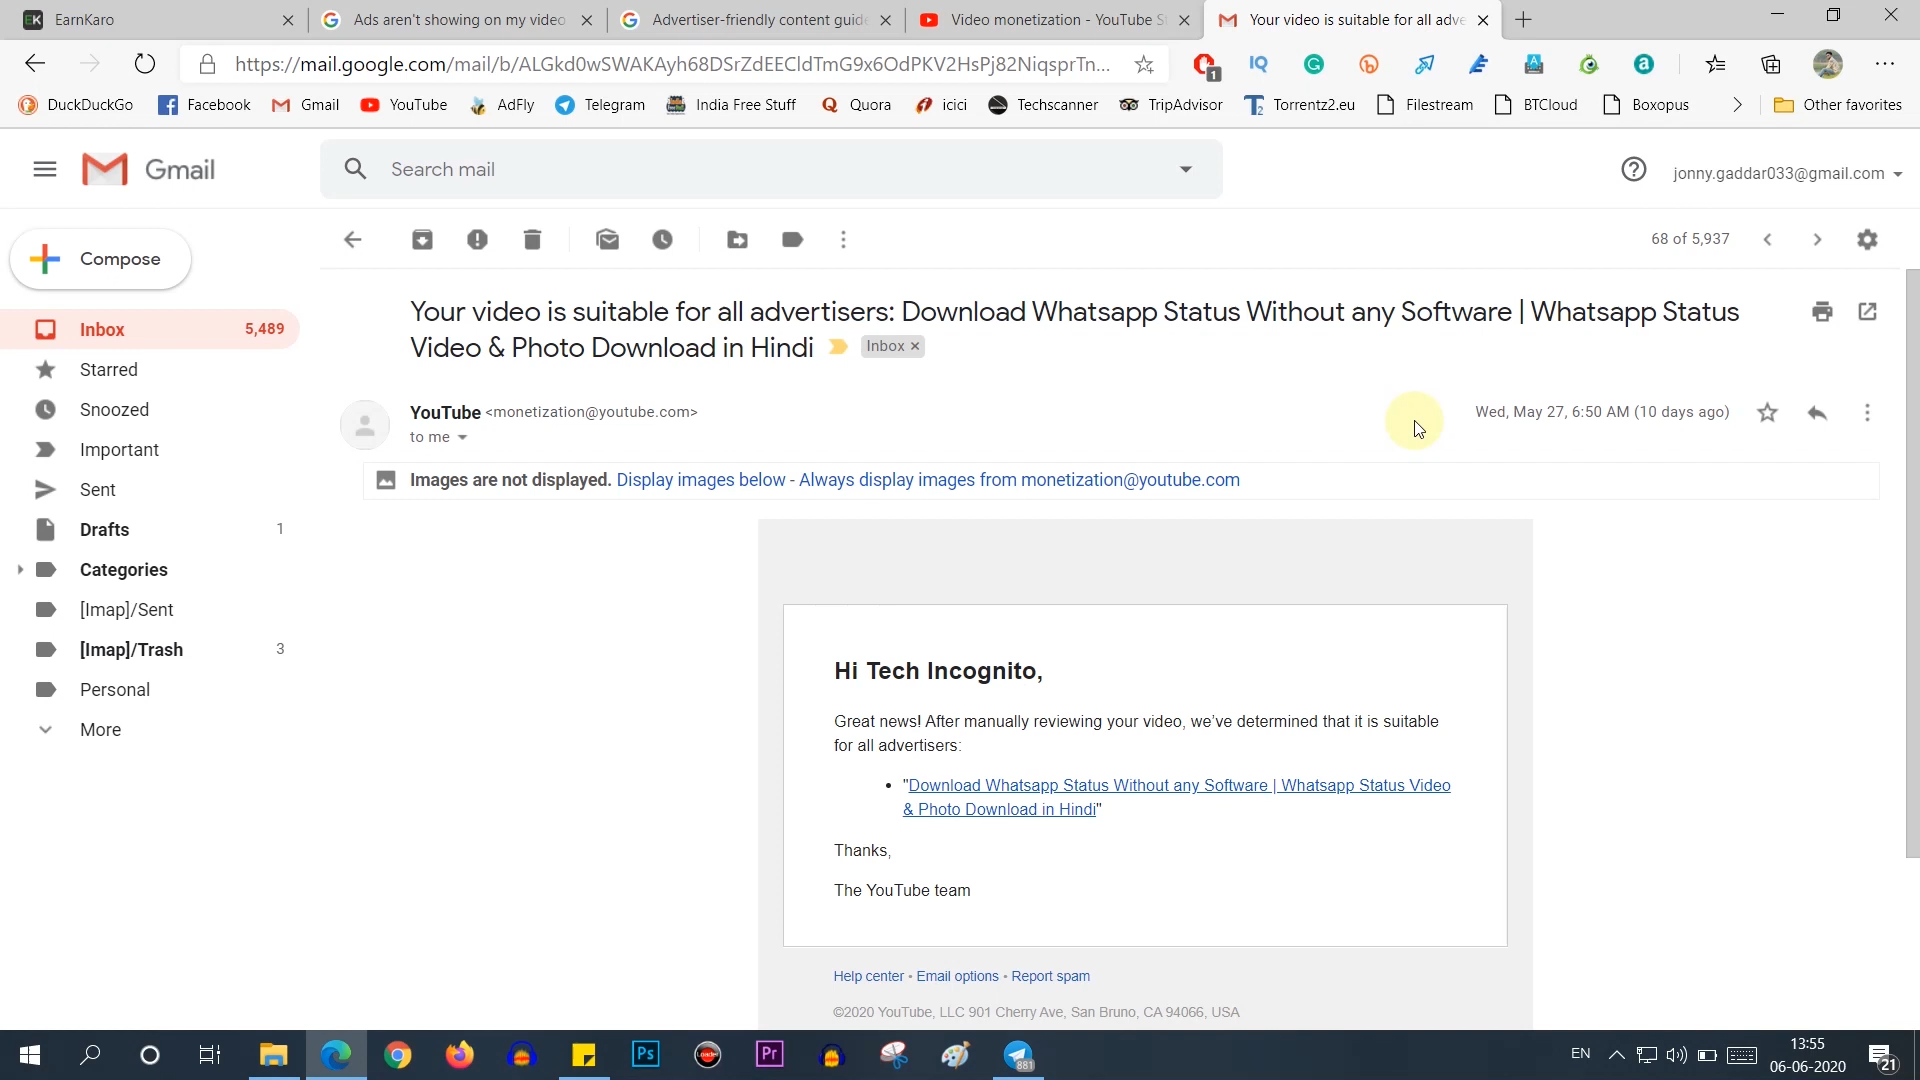 EarnKaro
Ads aren't showing on my video
Advertiser-friendly content guide
Video monetization - YouTube S
Your video is suitable for all adve
https://mail.google.com/mail/b/ALGkd0wSWAKAyh68DSrZdEECldTmG9x6OdPKV2HsPj82NiqsprTn...
DuckDuckGo
Facebook
Gmail
YouTube
AdFly
Telegram
India Free Stuff
Quora
icici
Techscanner
TripAdvisor
Torrentz2.eu
Filestream
BTCloud
Boxopus
Other favorites
Gmail
Search mail
jonny.gaddar033@gmail.com
Compose
68 of 5,937
Inbox 5,489
Starred
Snoozed
Important
Sent
Drafts 1
Categories
[Imap]/Sent
[Imap]/Trash 3
Personal
More
Your video is suitable for all advertisers: Download Whatsapp Status Without any Software | Whatsapp Status
Video & Photo Download in Hindi Inbox
YouTube <monetization@youtube.com>
Wed, May 27, 6:50 AM (10 days ago)
to me
Images are not displayed. Display images below - Always display images from monetization@youtube.com
Hi Tech Incognito,
Great news! After manually reviewing your video, we've determined that it is suitable
for all advertisers:
• "Download Whatsapp Status Without any Software | Whatsapp Status Video
& Photo Download in Hindi"
Thanks,
The YouTube team
Help center • Email options • Report spam
©2020 YouTube, LLC 901 Cherry Ave, San Bruno, CA 94066, USA
EN
13:55
06-06-2020
21